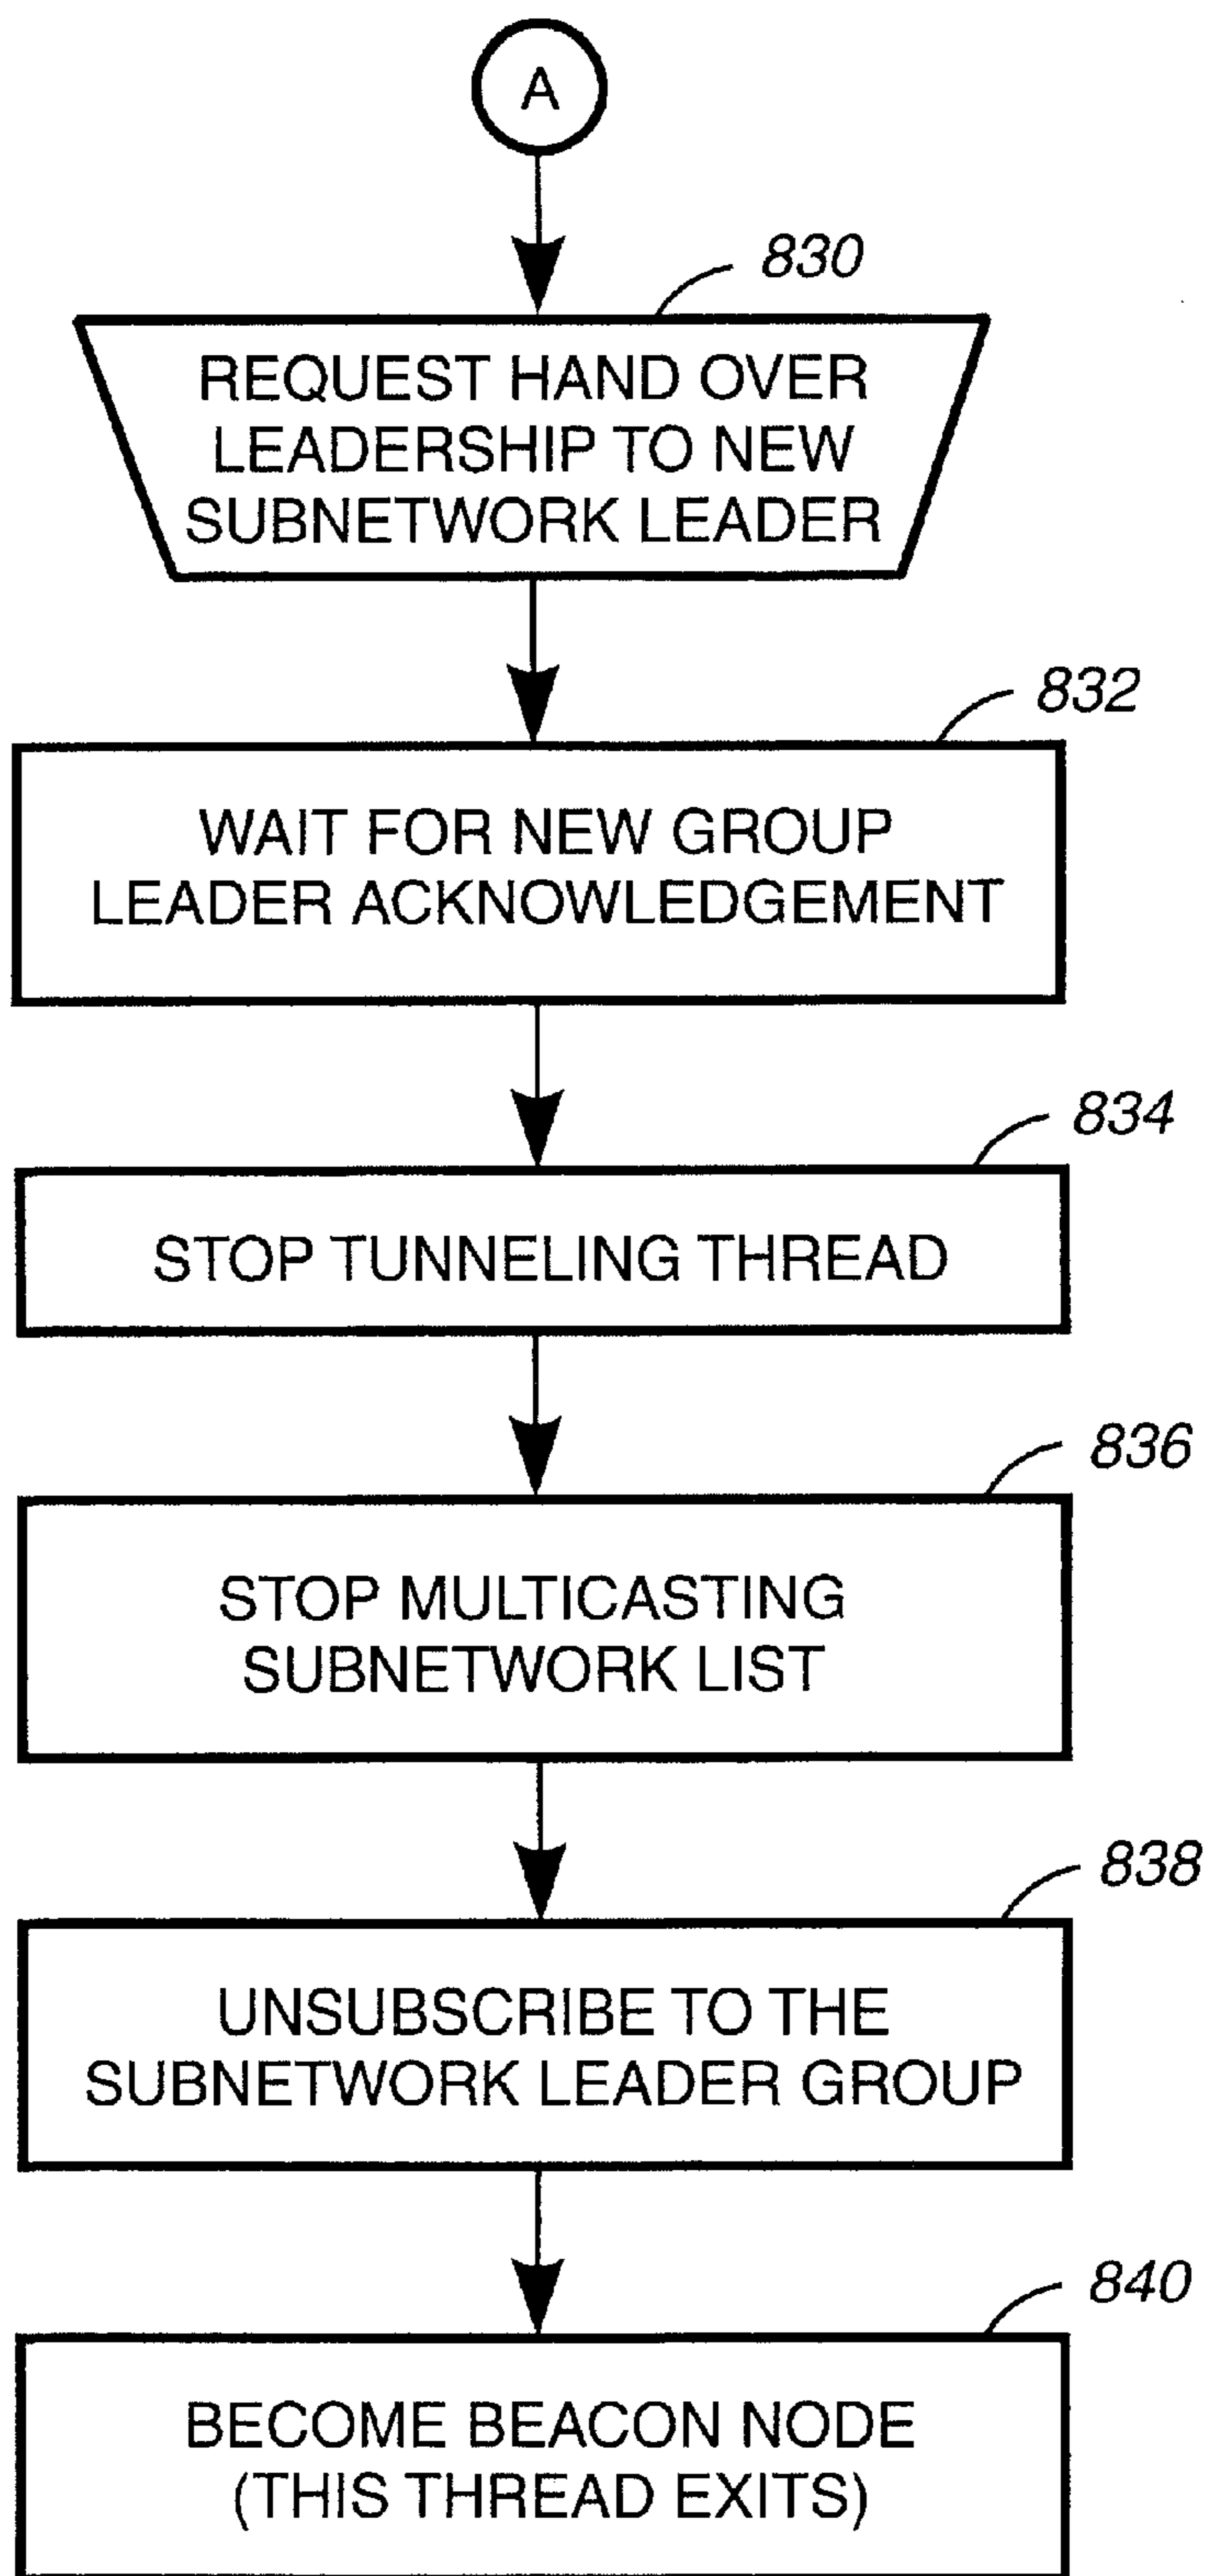 A
830
REQUEST HAND OVER
LEADERSHIP TO NEW
SUBNETWORK LEADER
832
WAIT FOR NEW GROUP
LEADER ACKNOWLEDGEMENT
834
STOP TUNNELING THREAD
836
STOP MULTICASTING
SUBNETWORK LIST
838
UNSUBSCRIBE TO THE
SUBNETWORK LEADER GROUP
840
BECOME BEACON NODE
(THIS THREAD EXITS)